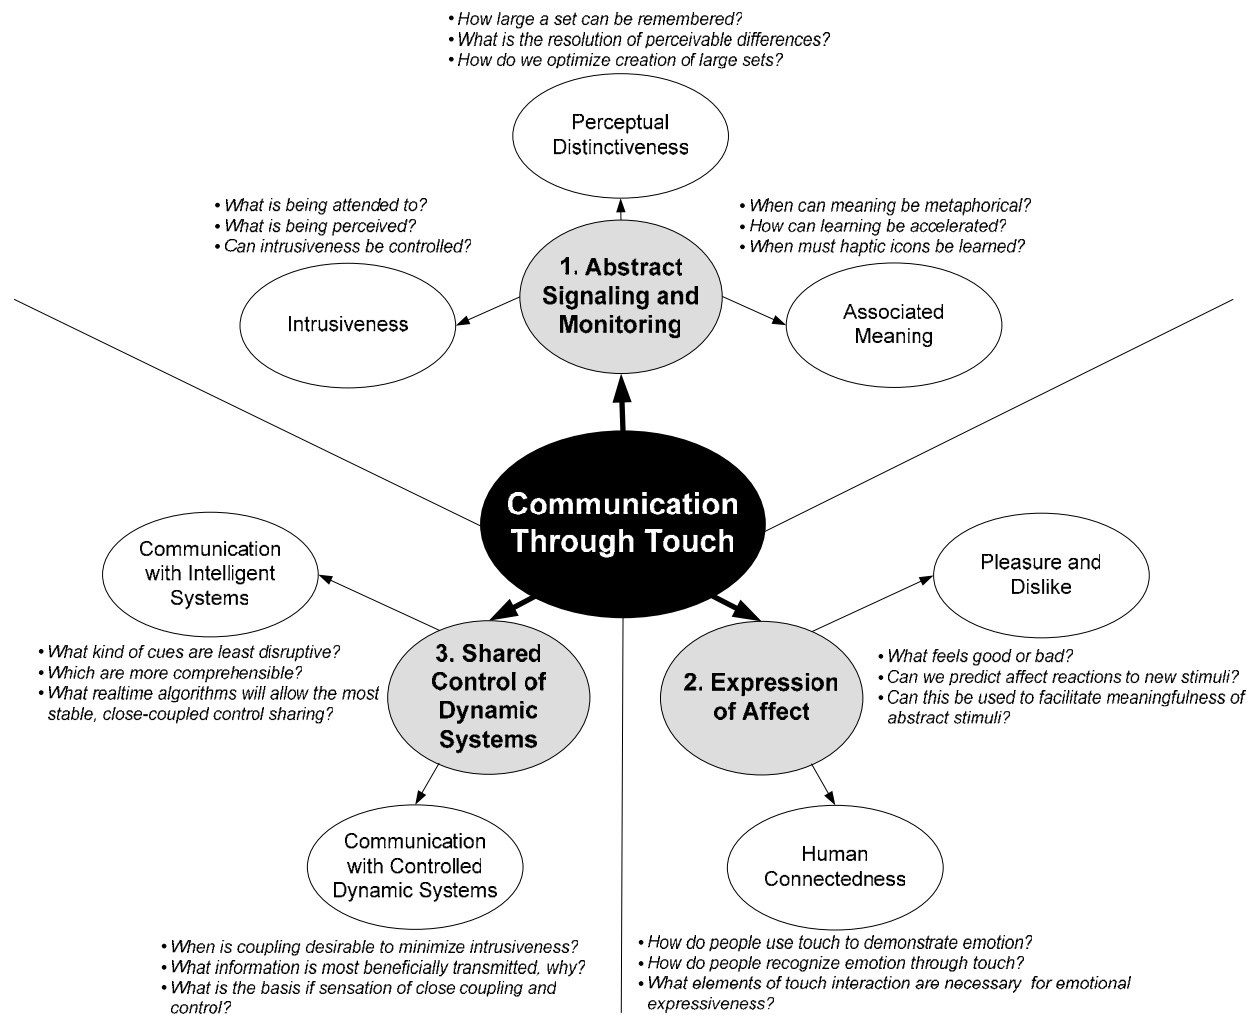 • How large a set can be remembered?
• What is the resolution of perceivable differences?
• How do we optimize creation of large sets?
Perceptual
Distinctiveness
• What is being attended to?
• What is being perceived?
• Can intrusiveness be controlled?
• When can meaning be metaphorical?
• How can learning be accelerated?
• When must haptic icons be learned?
1. Abstract
Signaling and
Monitoring
Intrusiveness
Associated
Meaning
Communication
Through Touch
Communication
with Intelligent
Systems
Pleasure and
Dislike
• What kind of cues are least disruptive?
• Which are more comprehensible?
• What realtime algorithms will allow the most
stable, close-coupled control sharing?
3. Shared
Control of
Dynamic
Systems
2. Expression
of Affect
• What feels good or bad?
• Can we predict affect reactions to new stimuli?
• Can this be used to facilitate meaningfulness of
abstract stimuli?
Communication
with Controlled
Dynamic Systems
Human
Connectedness
• When is coupling desirable to minimize intrusiveness?
• What information is most beneficially transmitted, why?
• What is the basis if sensation of close coupling and
control?
• How do people use touch to demonstrate emotion?
• How do people recognize emotion through touch?
• What elements of touch interaction are necessary for emotional
expressiveness?